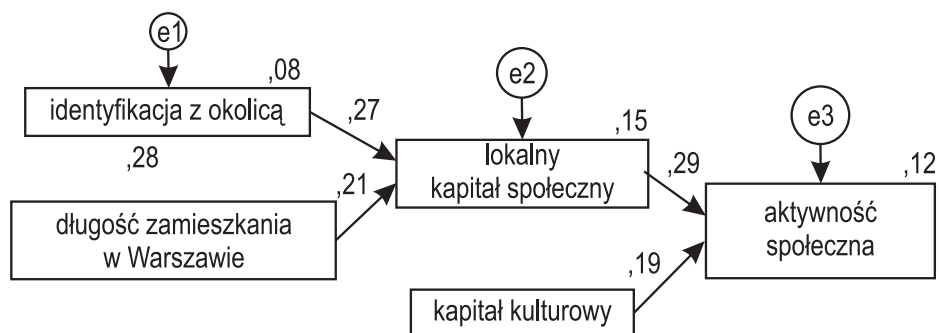 e1
,08
identyfikacja z okolicą
,27
,28
e2
,15
lokalny
kapitał społeczny
,21
długość zamieszkania
w Warszawie
,29
e3
,12
aktywność
społeczna
,19
kapitał kulturowy